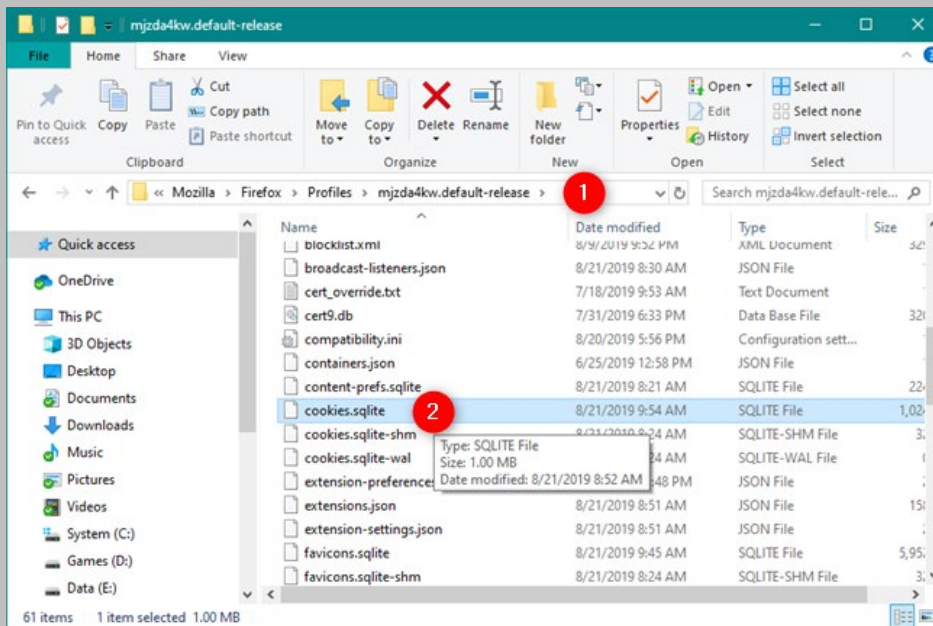 mjzda4kw.default-release
File Home Share View
Pin to Quick access
Copy
Paste
Cut
Copy path
Paste shortcut
Clipboard
Move to
Copy to
Delete
Rename
Organize
New folder
New
Properties
Open
Edit
History
Open
Select all
Select none
Invert selection
Select
« Mozilla > Firefox > Profiles > mjzda4kw.default-release > 1
Search mjzda4kw.default-rele...
Quick access
OneDrive
This PC
3D Objects
Desktop
Documents
Downloads
Music
Pictures
Videos
System (C:)
Games (D:)
Data (E:)
Name Date modified Type Size
blocklist.xml 8/9/2019 9:52 PM XML Document
broadcast-listeners.json 8/21/2019 8:30 AM JSON File
cert_override.txt 7/18/2019 9:53 AM Text Document
cert9.db 7/31/2019 6:33 PM Data Base File
compatibility.ini 8/20/2019 5:56 PM Configuration sett...
containers.json 6/25/2019 12:58 PM JSON File
content-prefs.sqlite 8/21/2019 8:21 AM SQLITE File
cookies.sqlite 2 8/21/2019 9:54 AM SQLITE File
cookies.sqlite-shm 8/21/2019 8:24 AM SQLITE-SHM File
cookies.sqlite-wal SQLITE-WAL File
extension-preferences JSON File
extensions.json 8/21/2019 8:51 AM JSON File
extension-settings.json 8/21/2019 8:51 AM JSON File
favicons.sqlite 8/21/2019 9:45 AM SQLITE File
favicons.sqlite-shm 8/21/2019 8:24 AM SQLITE-SHM File
Type: SQLITE File
Size: 1.00 MB
Date modified: 8/21/2019 8:52 AM
61 items 1 item selected 1.00 MB